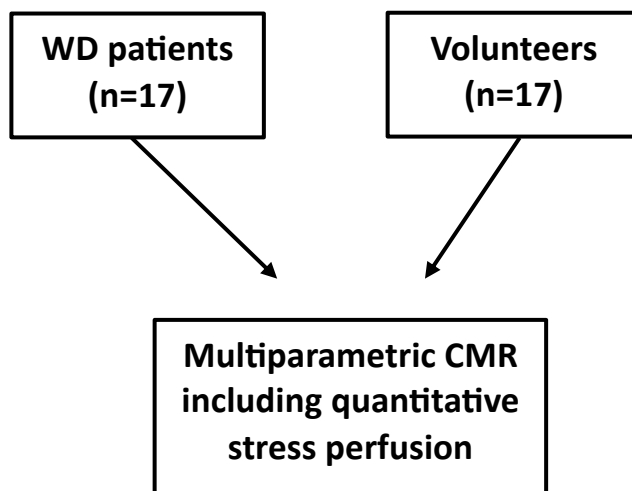 WD patients
(n=17)
Volunteers
(n=17)
Multiparametric CMR
including quantitative
stress perfusion